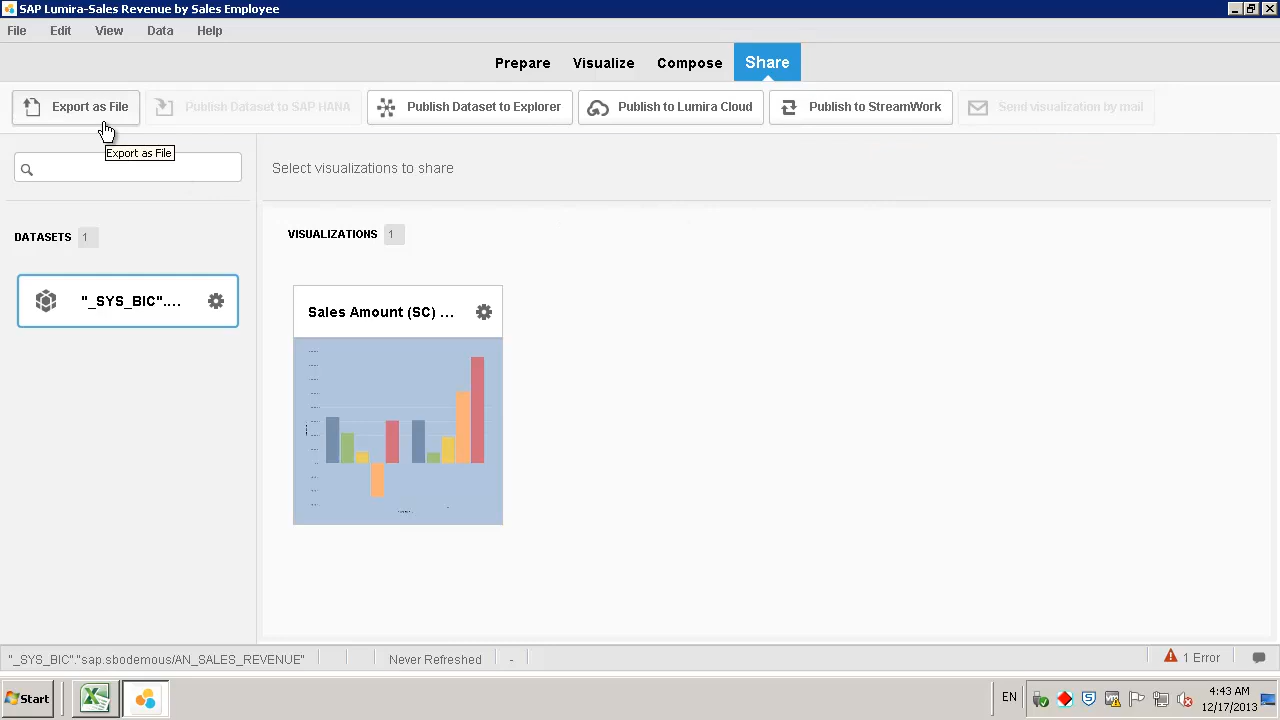 SAP Lumira-Sales Revenue by Sales Employee
File Edit View Data Help
Prepare Visualize Compose Share
Export as File Publish Dataset to SAP HANA Publish Dataset to Explorer Publish to Lumira Cloud Publish to StreamWork Send visualization by mail
Export as File
Select visualizations to share
DATASETS 1
VISUALIZATIONS 1
"_SYS_BIC"....
Sales Amount (SC) ...
"_SYS_BIC"."sap.sbodemous/AN_SALES_REVENUE" Never Refreshed - 1 Error
Start EN 4:43 AM
12/17/2013